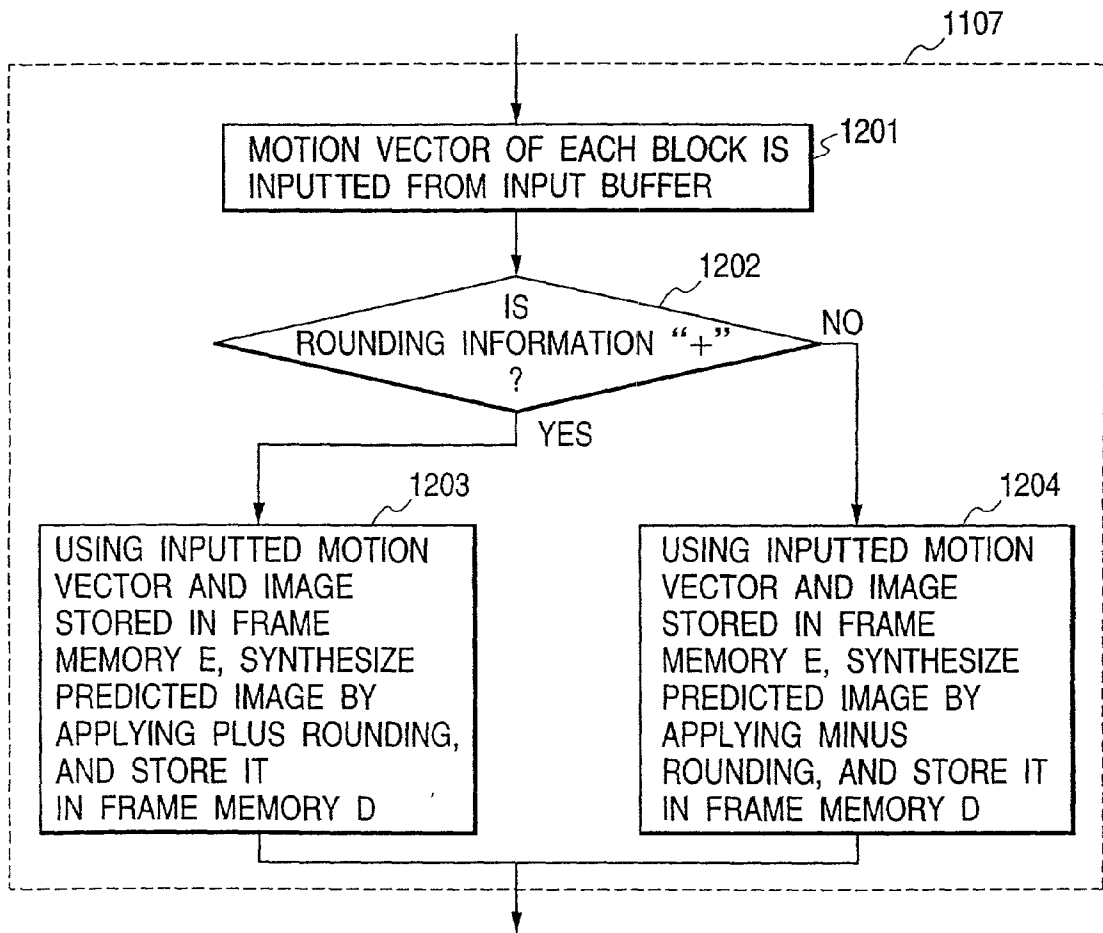 1107
MOTION VECTOR OF EACH BLOCK IS
INPUTTED FROM INPUT BUFFER
1201
1202
IS
ROUNDING INFORMATION “+”
?
NO
YES
1203
USING INPUTTED MOTION
VECTOR AND IMAGE
STORED IN FRAME
MEMORY E, SYNTHESIZE
PREDICTED IMAGE BY
APPLYING PLUS ROUNDING,
AND STORE IT
IN FRAME MEMORY D
1204
USING INPUTTED MOTION
VECTOR AND IMAGE
STORED IN FRAME
MEMORY E, SYNTHESIZE
PREDICTED IMAGE BY
APPLYING MINUS
ROUNDING, AND STORE IT
IN FRAME MEMORY D